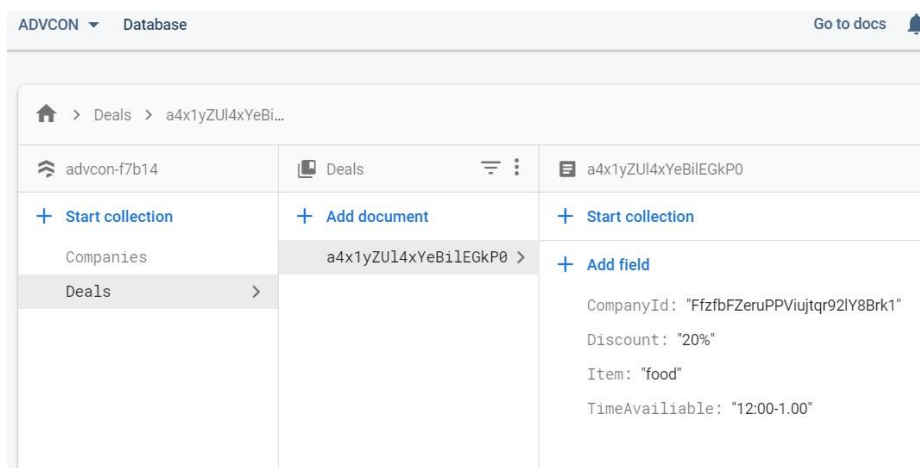 ADVCON Database Go to docs
Deals a4x1yZUl4xYeBi...
advcon-f7b14 Deals a4x1yZUl4xYeBilEGkP0
Start collection Add document Start collection
Companies a4x1yZUl4xYeBilEGkP0 Add field
Deals
CompanyId: "FfzfbFZeruPPViujtqr92lY8Brk1"
Discount: "20%"
Item: "food"
TimeAvailiable: "12:00-1.00"